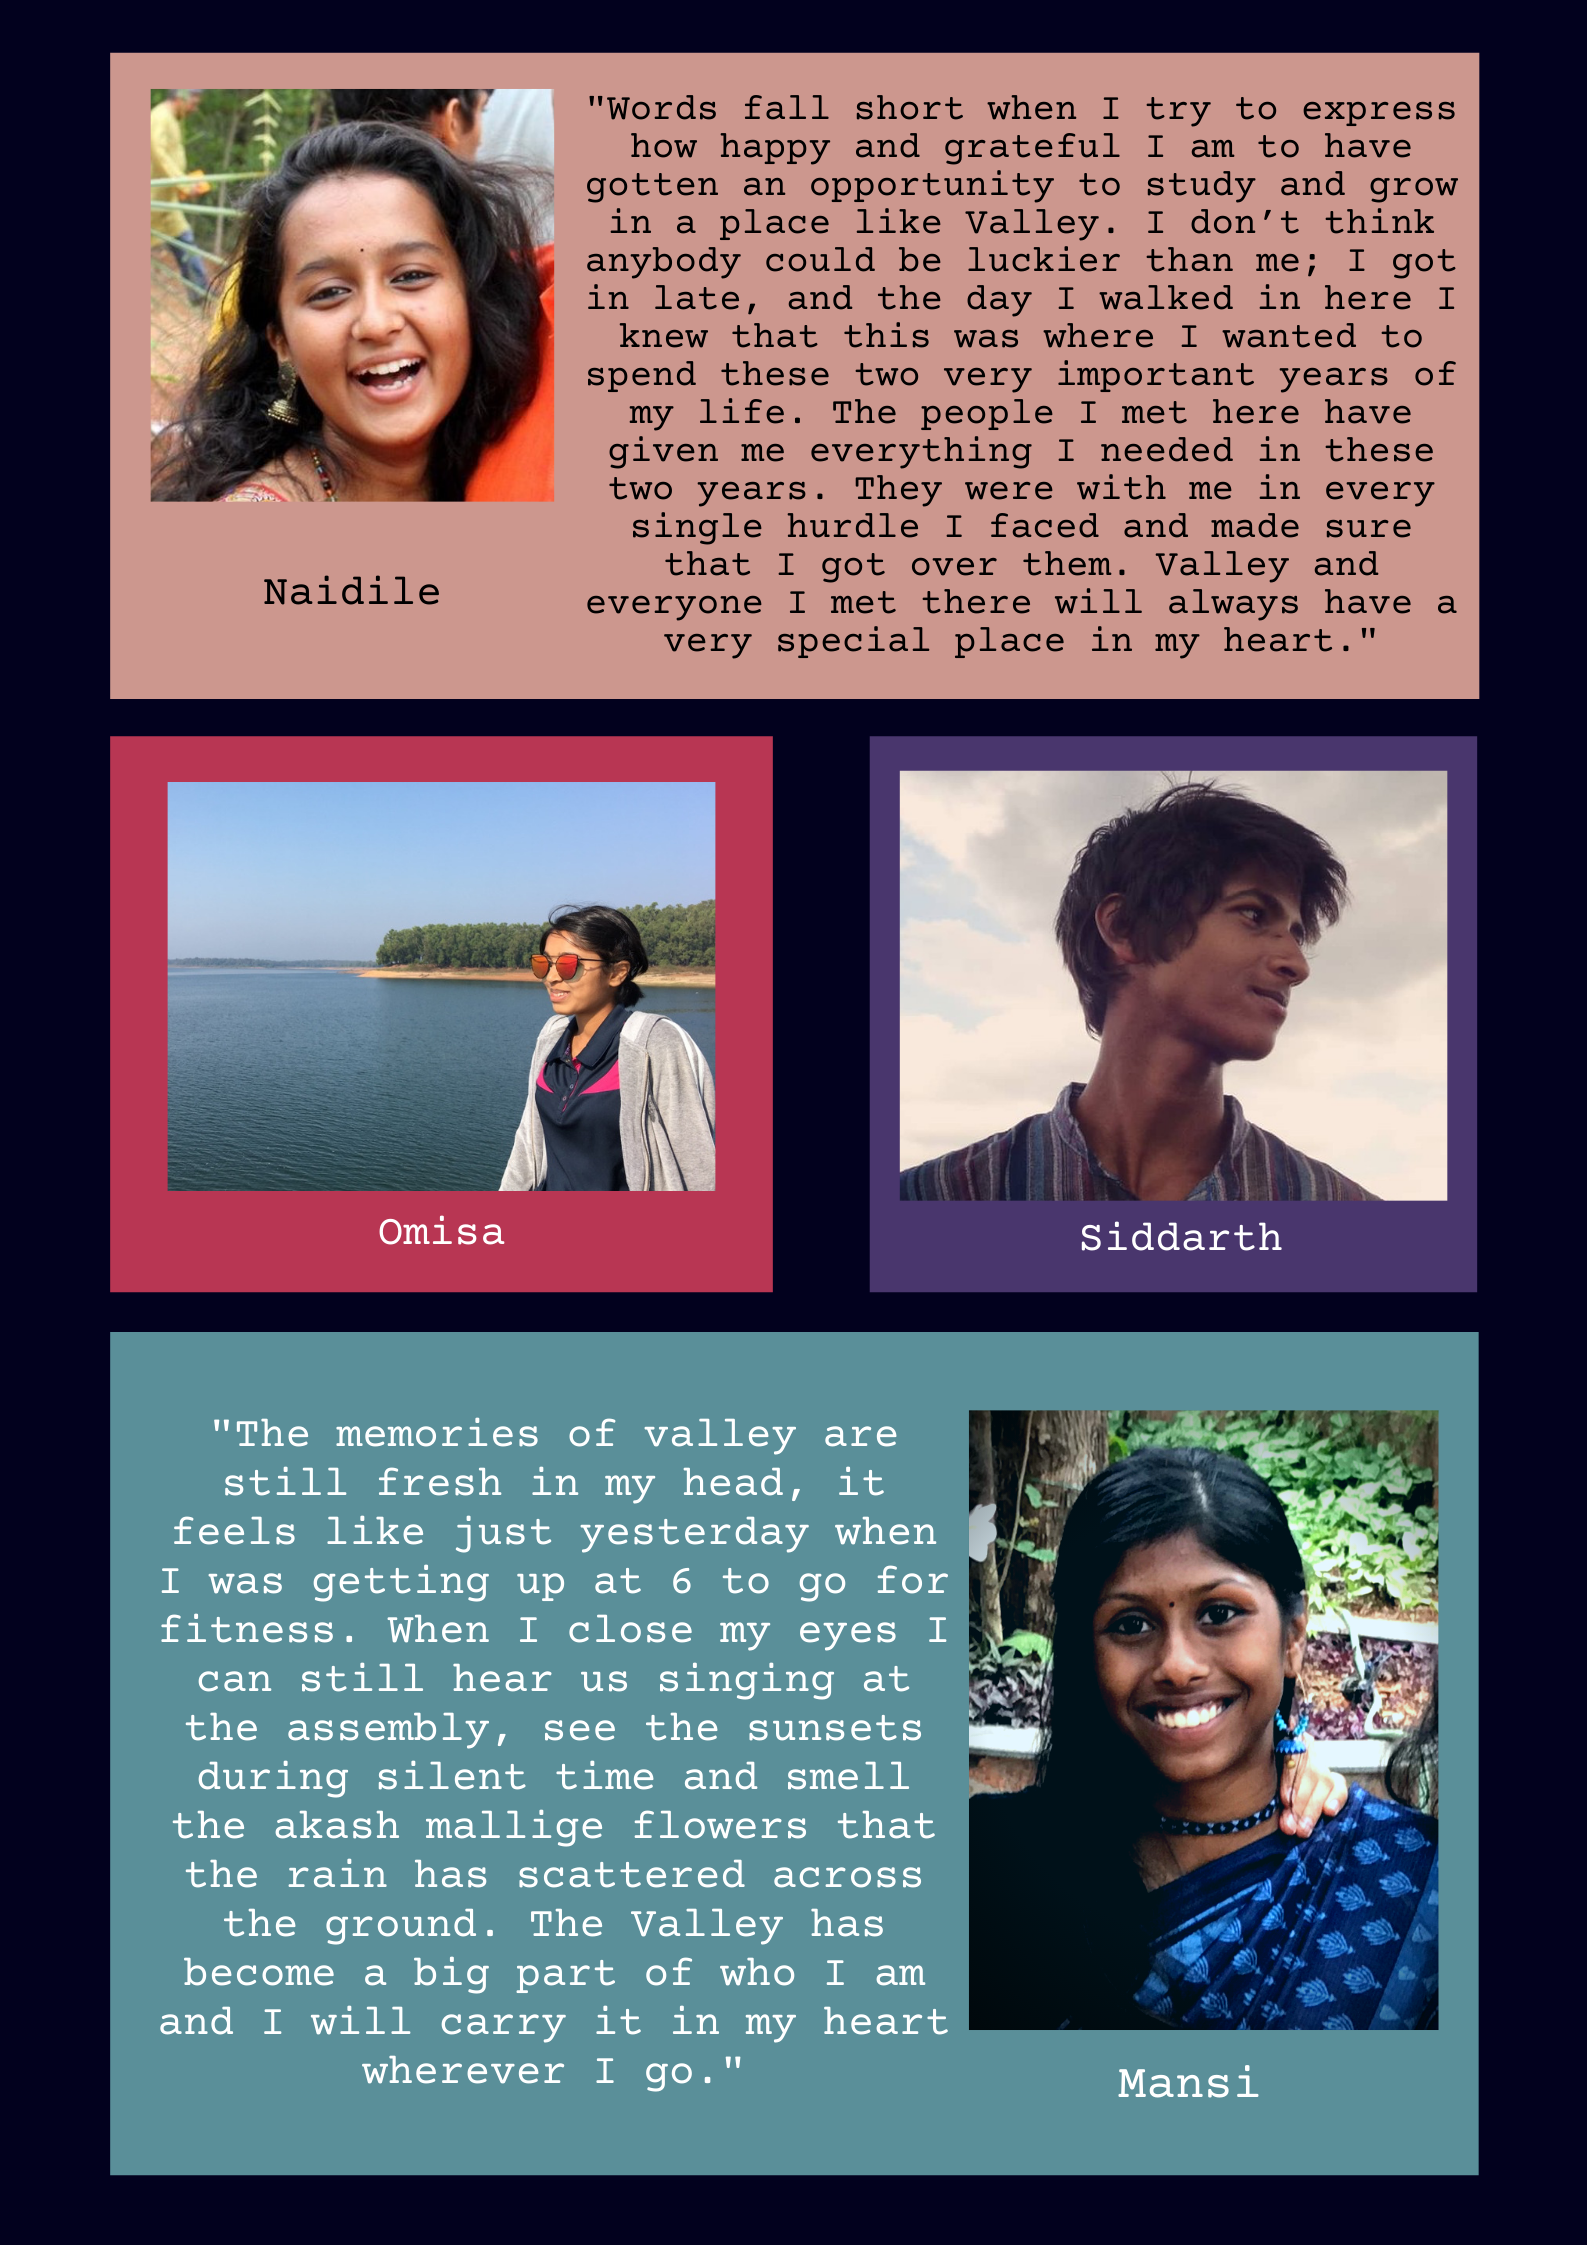 "Words fall short when I try to express
how happy and grateful I am to have
gotten an opportunity to study and grow
in a place like Valley. I don’t think
anybody could be luckier than me; I got
in late, and the day I walked in here I
knew that this was where I wanted to
spend these two very important years of
my life. The people I met here have
given me everything I needed in these
two years. They were with me in every
single hurdle I faced and made sure
that I got over them. Valley and
everyone I met there will always have a
very special place in my heart."
Naidile
Omisa
Siddarth
"The memories of valley are
still fresh in my head, it
feels like just yesterday when
I was getting up at 6 to go for
fitness. When I close my eyes I
can still hear us singing at
the assembly, see the sunsets
during silent time and smell
the akash mallige flowers that
the rain has scattered across
the ground. The Valley has
become a big part of who I am
and I will carry it in my heart
wherever I go."
Mansi